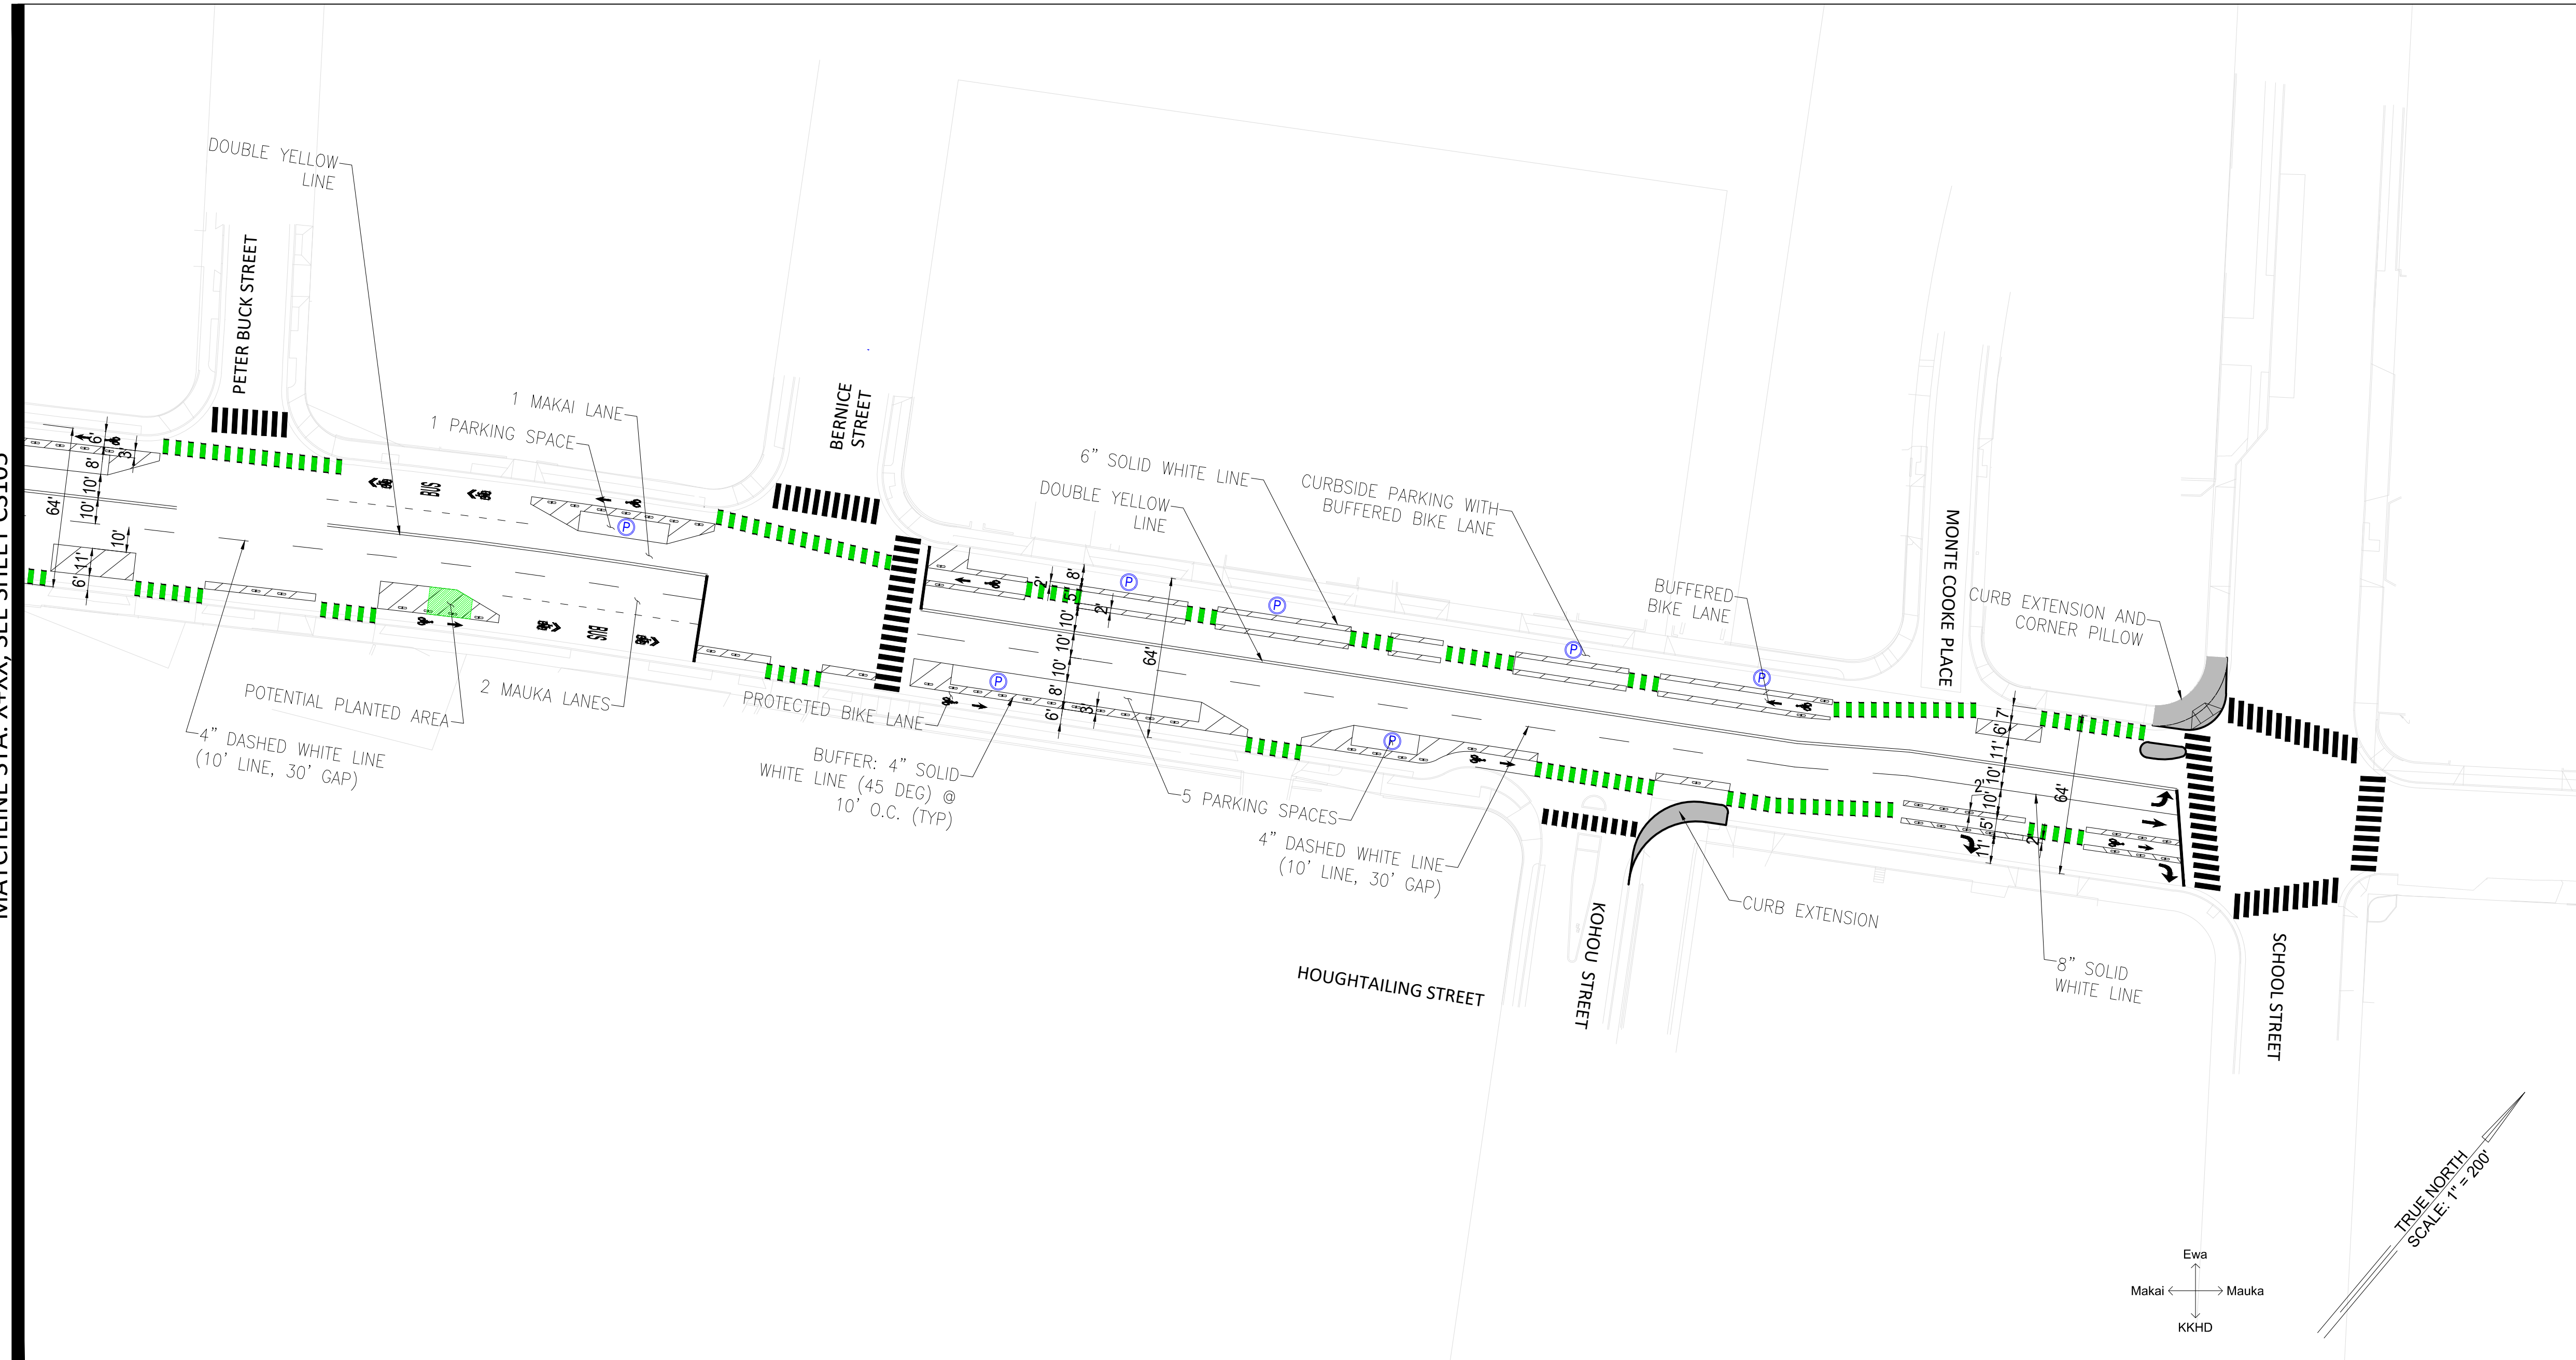 DOUBLE YELLOW
LINE
PETER BUCK STREET
1 MAKAI LANE
1 PARKING SPACE
BERNICE
STREET
6" SOLID WHITE LINE
DOUBLE YELLOW
LINE
CURBSIDE PARKING WITH
BUFFERED BIKE LANE
BUFFERED
BIKE LANE
MONTE COOKE PLACE
CURB EXTENSION AND
CORNER PILLOW
6'
3'
8'
10'
10'
64'
10'
11'
6'
BUS
P
BUS
8'
2'
5'
2'
10'
10'
10'
8'
3'
6'
64'
P
P
P
P
P
P
7'
6'
11'
10'
2'
10'
5'
11'
2'
64'
POTENTIAL PLANTED AREA
2 MAUKA LANES
PROTECTED BIKE LANE
4" DASHED WHITE LINE
(10' LINE, 30' GAP)
BUFFER: 4" SOLID
WHITE LINE (45 DEG) @
10' O.C. (TYP)
5 PARKING SPACES
4" DASHED WHITE LINE
(10' LINE, 30' GAP)
CURB EXTENSION
8" SOLID
WHITE LINE
HOUGHTAILING STREET
KOHOU STREET
SCHOOL STREET
TRUE NORTH
SCALE: 1" = 200'
Ewa
Makai
Mauka
KKHD